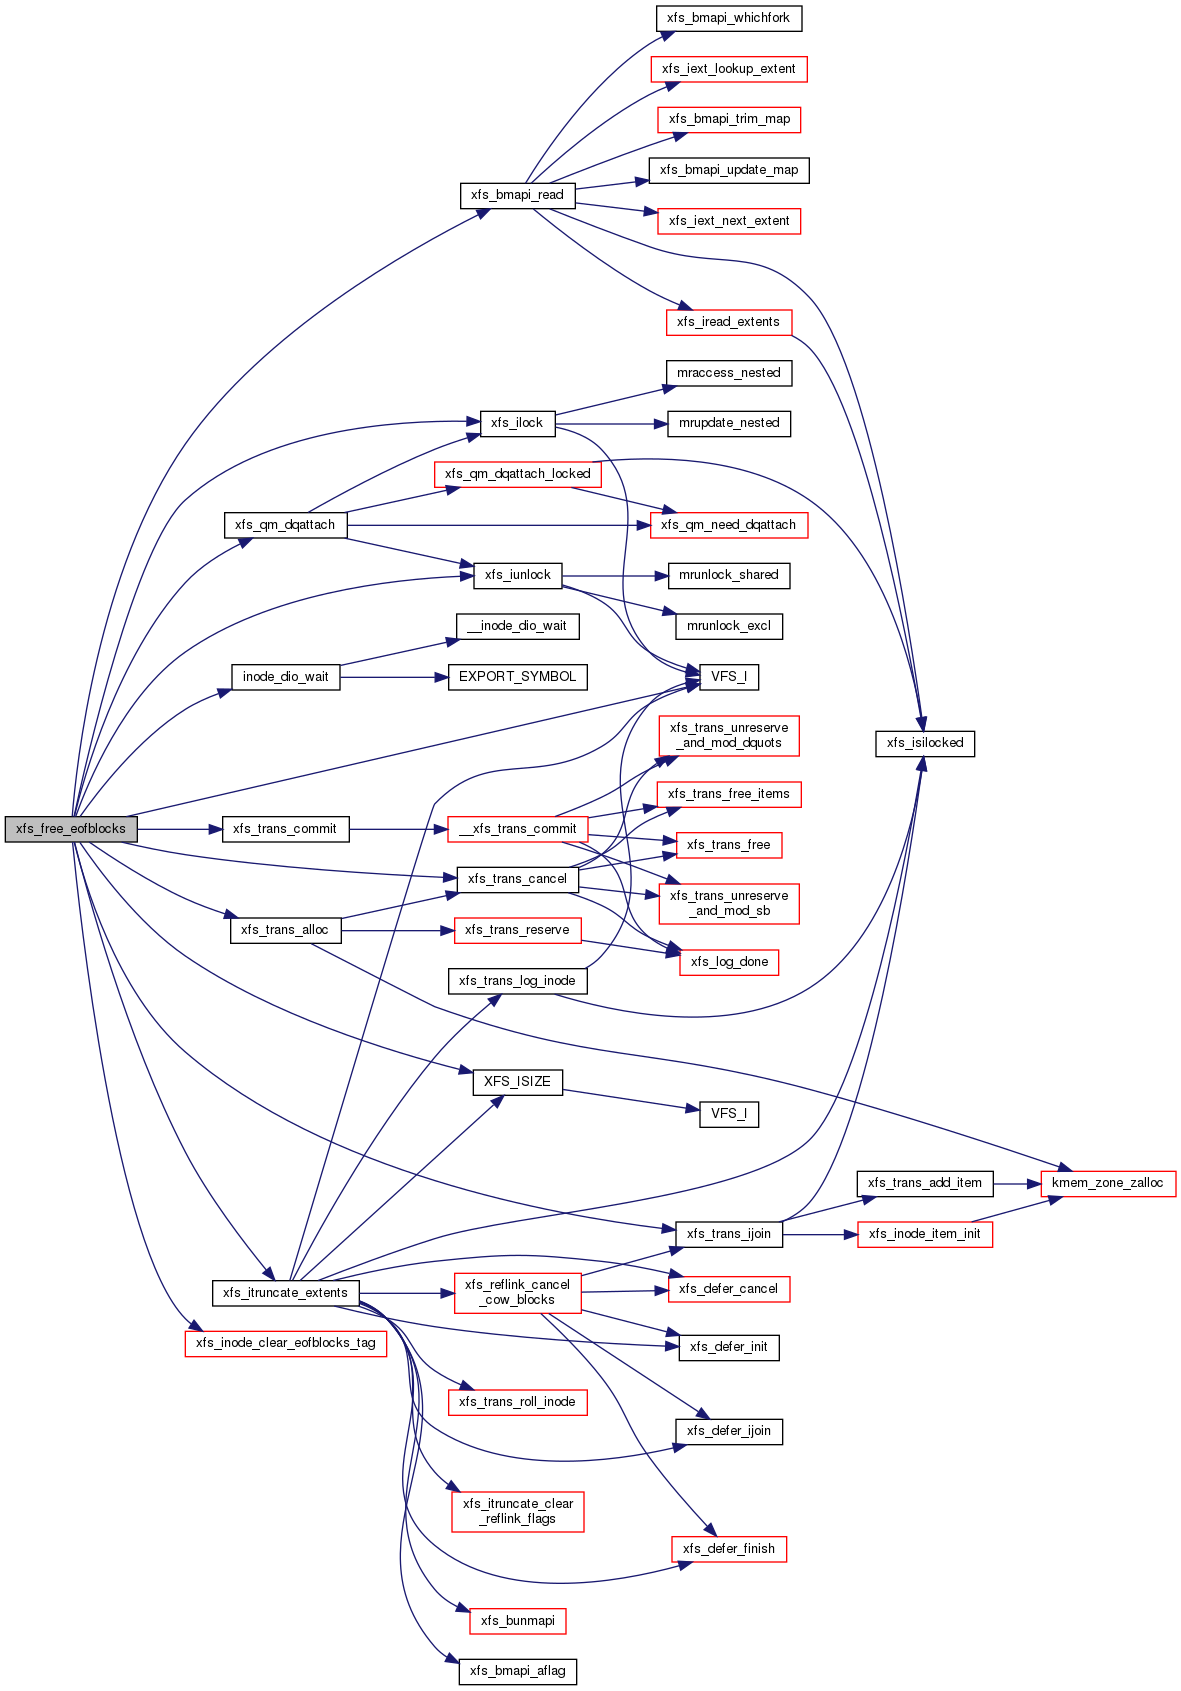 xfs_bmapi_whichfork
xfs_iext_lookup_extent
xfs_bmapi_trim_map
xfs_bmapi_update_map
xfs_bmapi_read
xfs_iext_next_extent
xfs_iread_extents
mraccess_nested
xfs_ilock
mrupdate_nested
xfs_qm_dqattach_locked
xfs_qm_dqattach
xfs_qm_need_dqattach
xfs_iunlock
mrunlock_shared
__inode_dio_wait
mrunlock_excl
inode_dio_wait
EXPORT_SYMBOL
VFS_I
xfs_trans_unreserve
_and_mod_dquots
xfs_isilocked
xfs_trans_free_items
xfs_free_eofblocks
xfs_trans_commit
__xfs_trans_commit
xfs_trans_free
xfs_trans_cancel
xfs_trans_unreserve
_and_mod_sb
xfs_trans_alloc
xfs_trans_reserve
xfs_log_done
xfs_trans_log_inode
XFS_ISIZE
VFS_I
xfs_trans_add_item
kmem_zone_zalloc
xfs_trans_ijoin
xfs_inode_item_init
xfs_itruncate_extents
xfs_reflink_cancel
_cow_blocks
xfs_defer_cancel
xfs_inode_clear_eofblocks_tag
xfs_defer_init
xfs_trans_roll_inode
xfs_defer_ijoin
xfs_itruncate_clear
_reflink_flags
xfs_defer_finish
xfs_bunmapi
xfs_bmapi_aflag